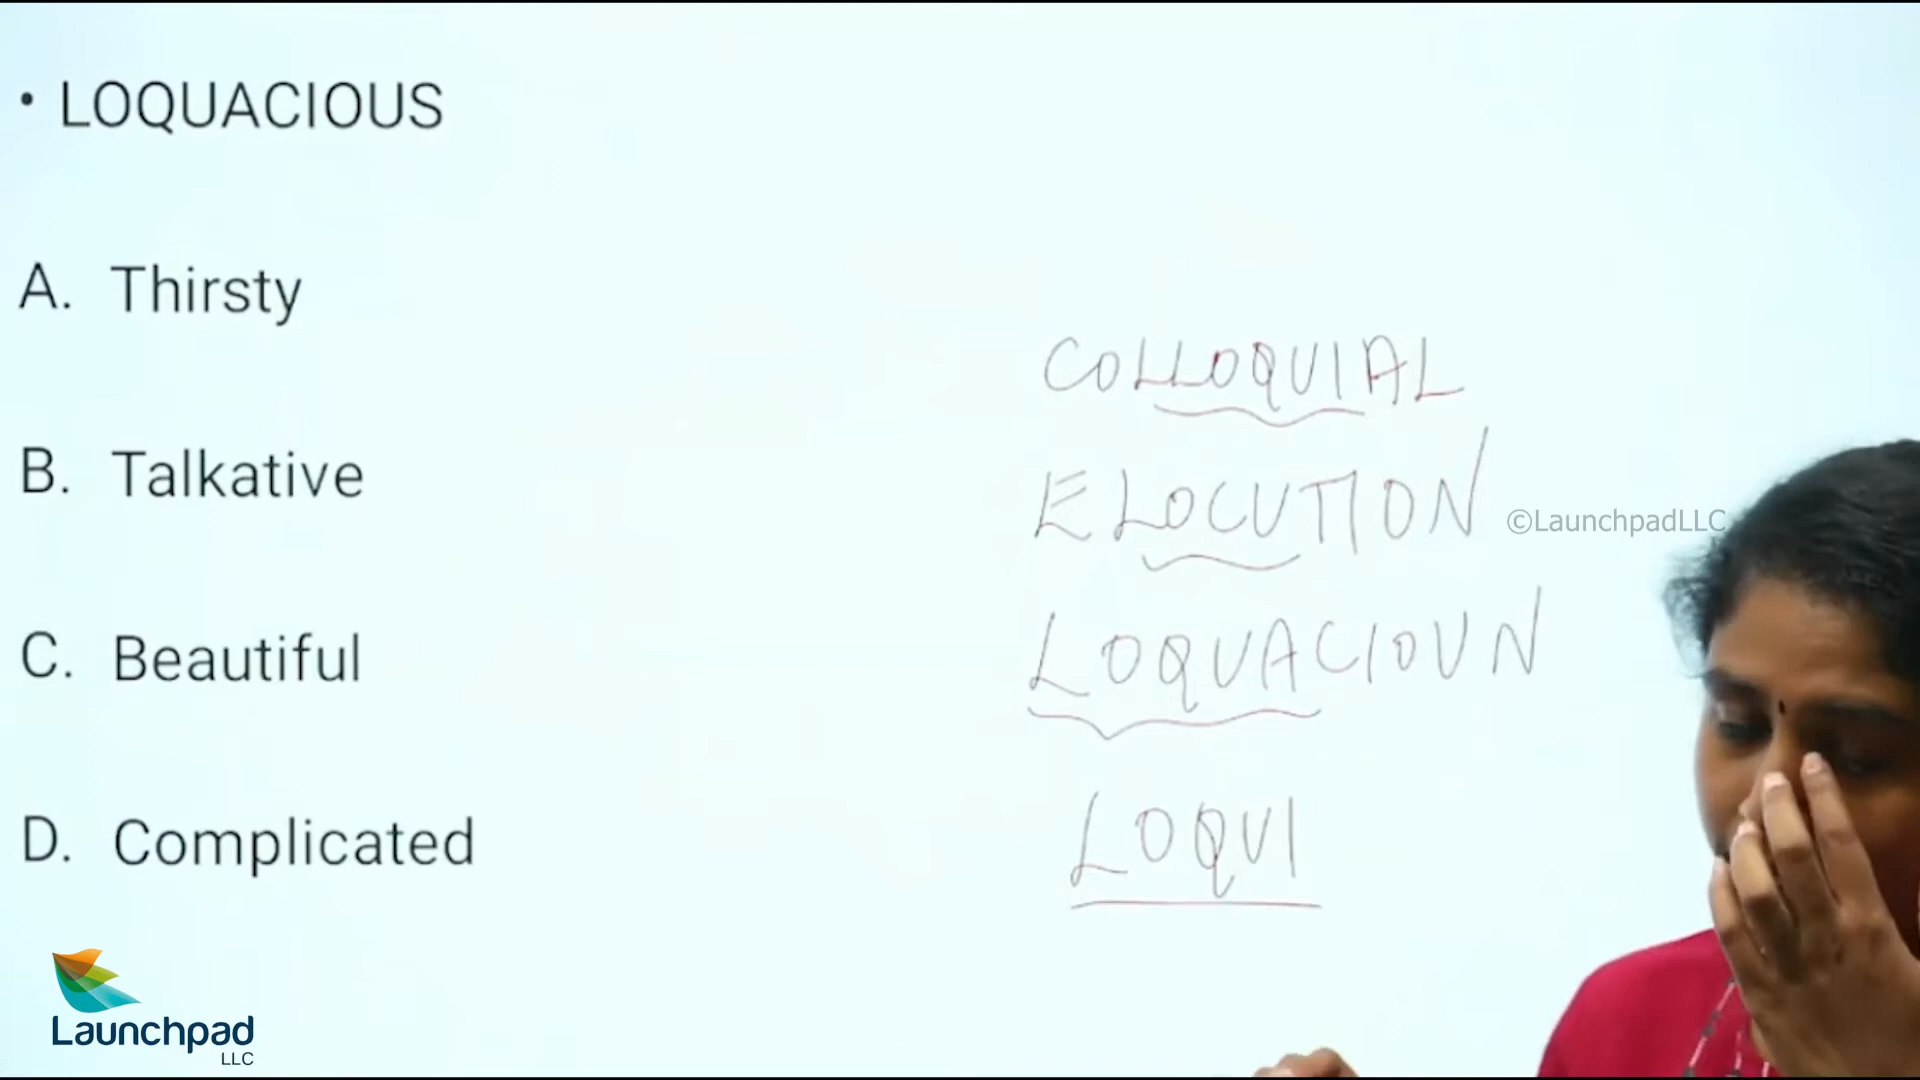 • LOQUACIOUS
A. Thirsty
B. Talkative
C. Beautiful
D. Complicated
COLLOQUIAL
ELOCUTION
©LaunchpadLLC
LOQUACIOUN
LOQUI
Launchpad
LLC